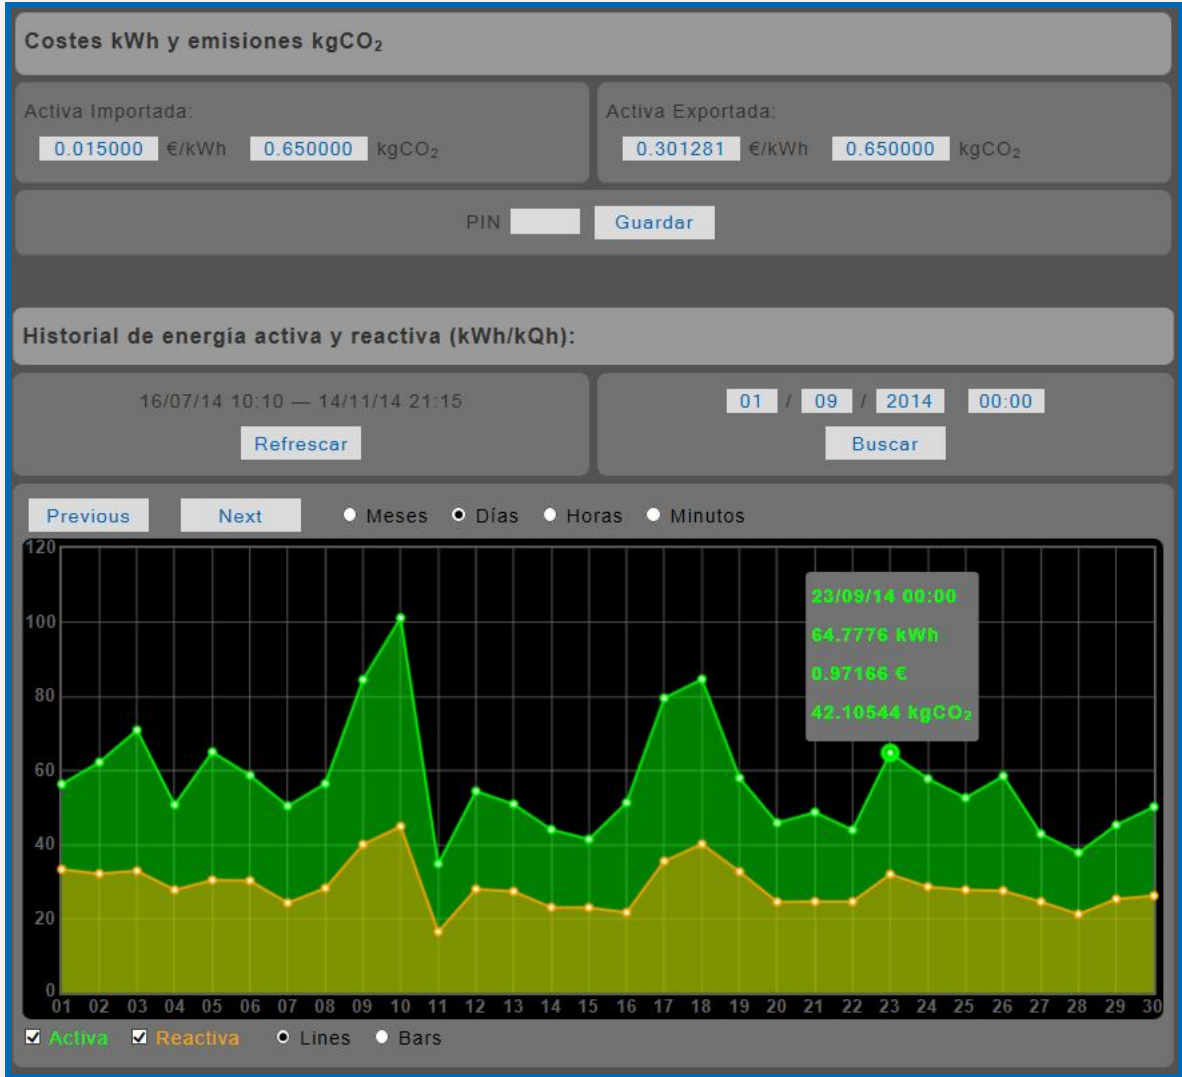 Costes kWh y emisiones kgCO₂
Activa Importada:
0.015000 €/kWh 0.650000 kgCO₂
Activa Exportada:
0.301281 €/kWh 0.650000 kgCO₂
PIN Guardar
Historial de energía activa y reactiva (kWh/kQh):
16/07/14 10:10 — 14/11/14 21:15
Refrescar
01 / 09 / 2014 00:00
Buscar
Previous Next Meses Días Horas Minutos
120
100
80
60
40
20
0
23/09/14 00:00
64.7776 kWh
0.97166 €
42.10544 kgCO₂
01 02 03 04 05 06 07 08 09 10 11 12 13 14 15 16 17 18 19 20 21 22 23 24 25 26 27 28 29 30
Activa Reactiva Lines Bars